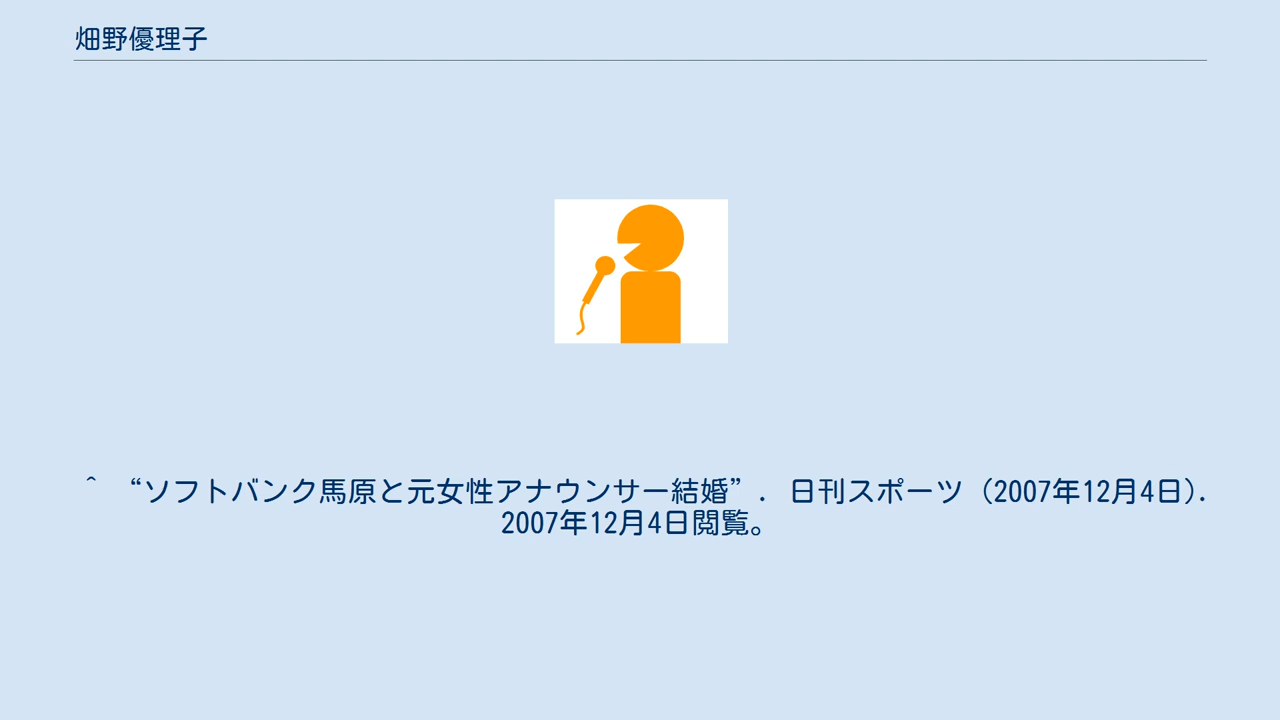 畑野優理子
^ “ソフトバンク馬原と元女性アナウンサー結婚”. 日刊スポーツ (2007年12月4日).
2007年12月4日閲覧。